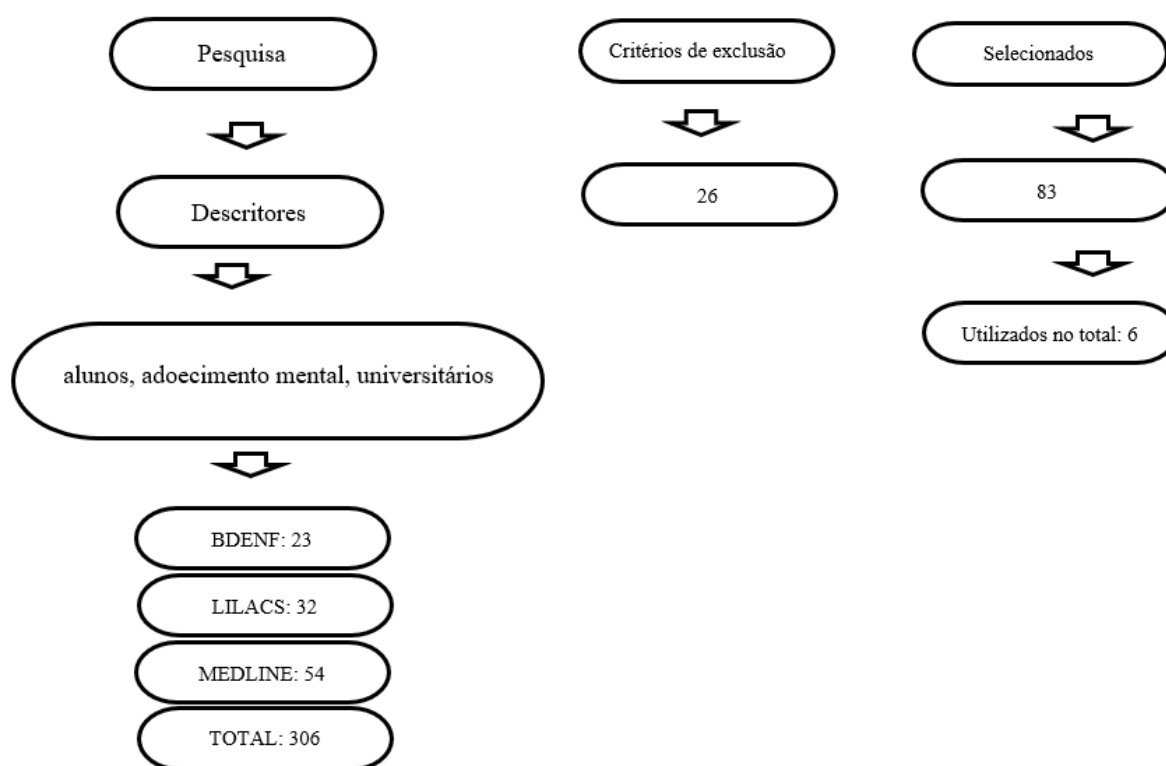 Pesquisa
Descritores
alunos, adoecimento mental, universitários
BDENF: 23
LILACS: 32
MEDLINE: 54
TOTAL: 306
Critérios de exclusão
26
Selecionados
83
Utilizados no total: 6